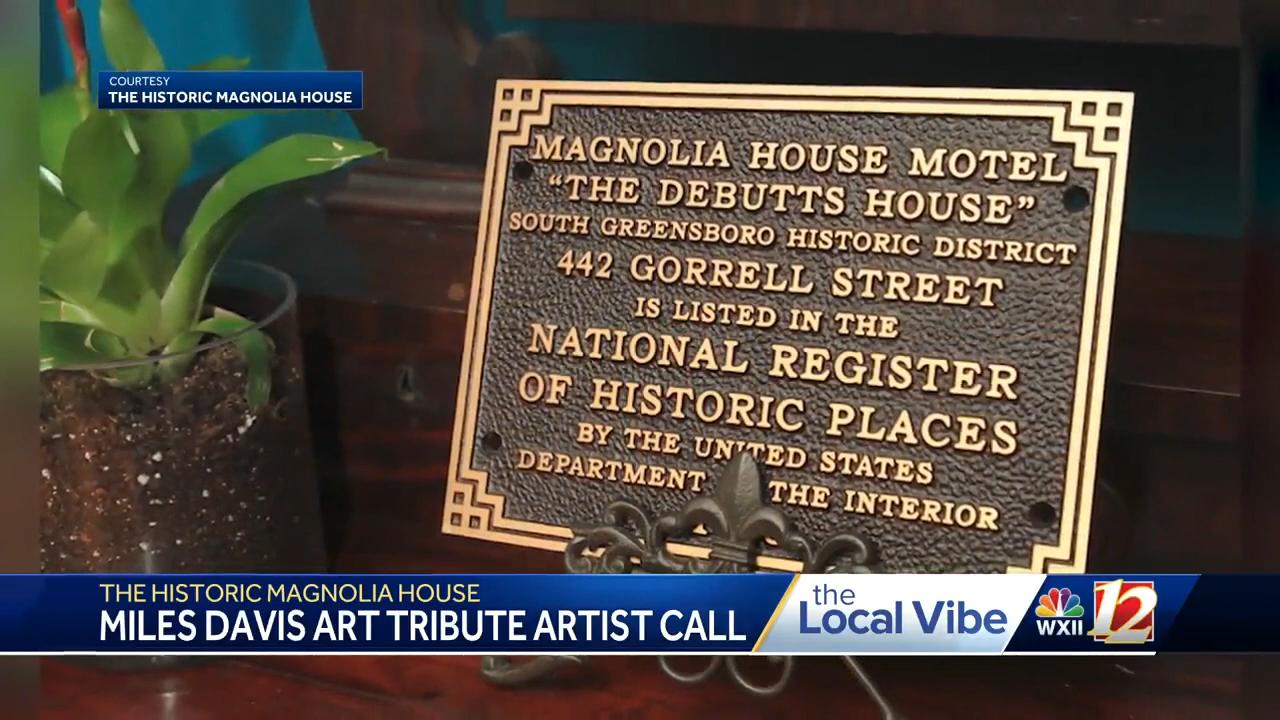 COURTESY
THE HISTORIC MAGNOLIA HOUSE
MAGNOLIA HOUSE MOTEL
“THE DEBUTTS HOUSE”
SOUTH GREENSBORO HISTORIC DISTRICT
442 GORRELL STREET
IS LISTED IN THE
NATIONAL REGISTER
OF HISTORIC PLACES
BY THE UNITED STATES
DEPARTMENT THE INTERIOR
THE HISTORIC MAGNOLIA HOUSE
MILES DAVIS ART TRIBUTE ARTIST CALL
the
Local Vibe
WXII 12